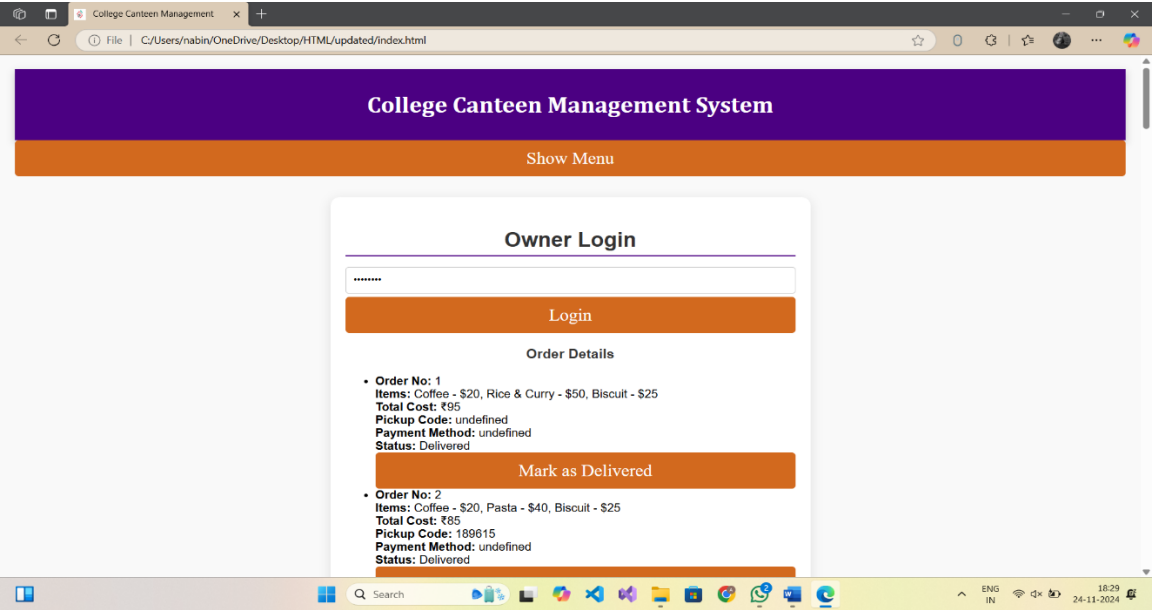 College Canteen Management
File
C:/Users/nabin/OneDrive/Desktop/HTML/updated/index.html
College Canteen Management System
Show Menu
Owner Login
••••••••
Login
Order Details
• Order No: 1
Items: Coffee - $20, Rice & Curry - $50, Biscuit - $25
Total Cost: ₹95
Pickup Code: undefined
Payment Method: undefined
Status: Delivered
Mark as Delivered
• Order No: 2
Items: Coffee - $20, Pasta - $40, Biscuit - $25
Total Cost: ₹85
Pickup Code: 189615
Payment Method: undefined
Status: Delivered
Search
2
ENG
IN
18:29
24-11-2024